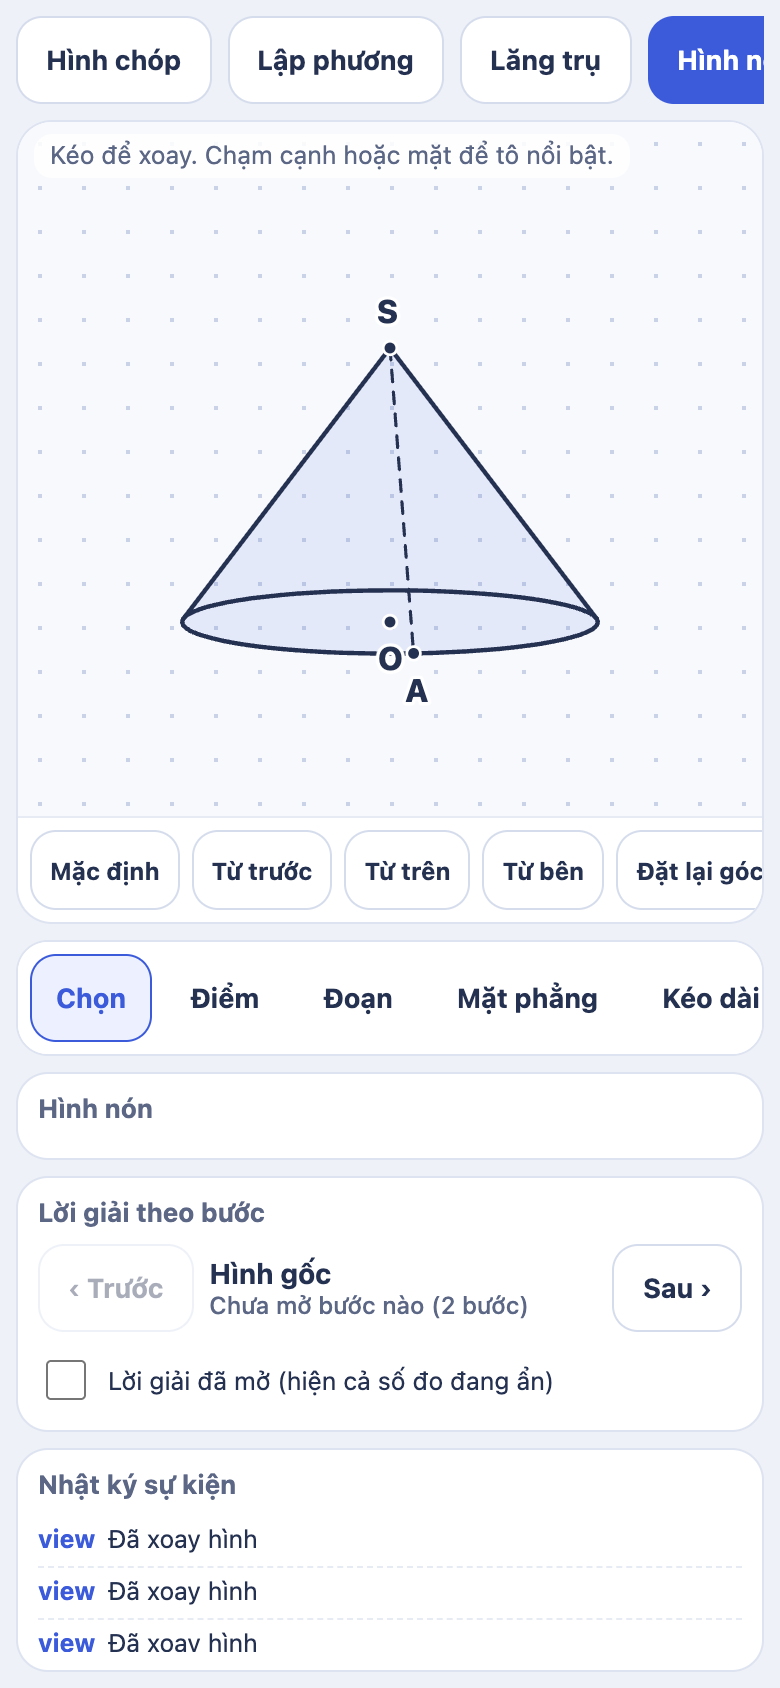 Hình chóp Lập phương Lăng trụ Hình n
Kéo để xoay. Chạm cạnh hoặc mặt để tô nổi bật.
S
O
A
Mặc định Từ trước Từ trên Từ bên Đặt lại góc
Chọn Điểm Đoạn Mặt phẳng Kéo dài
Hình nón
Lời giải theo bước
‹ Trước Hình gốc Sau ›
Chưa mở bước nào (2 bước)
Lời giải đã mở (hiện cả số đo đang ẩn)
Nhật ký sự kiện
view Đã xoay hình
view Đã xoay hình
view Đã xoay hình